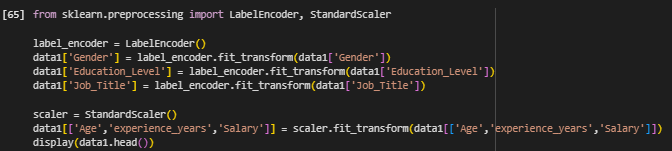 [65] from sklearn.preprocessing import LabelEncoder, StandardScaler
label_encoder = LabelEncoder()
data1['Gender'] = label_encoder.fit_transform(data1['Gender'])
data1['Education_Level'] = label_encoder.fit_transform(data1['Education_Level'])
data1['Job_Title'] = label_encoder.fit_transform(data1['Job_Title'])
scaler = StandardScaler()
data1[['Age','experience_years','Salary']] = scaler.fit_transform(data1[['Age','experience_years','Salary']])
display(data1.head())